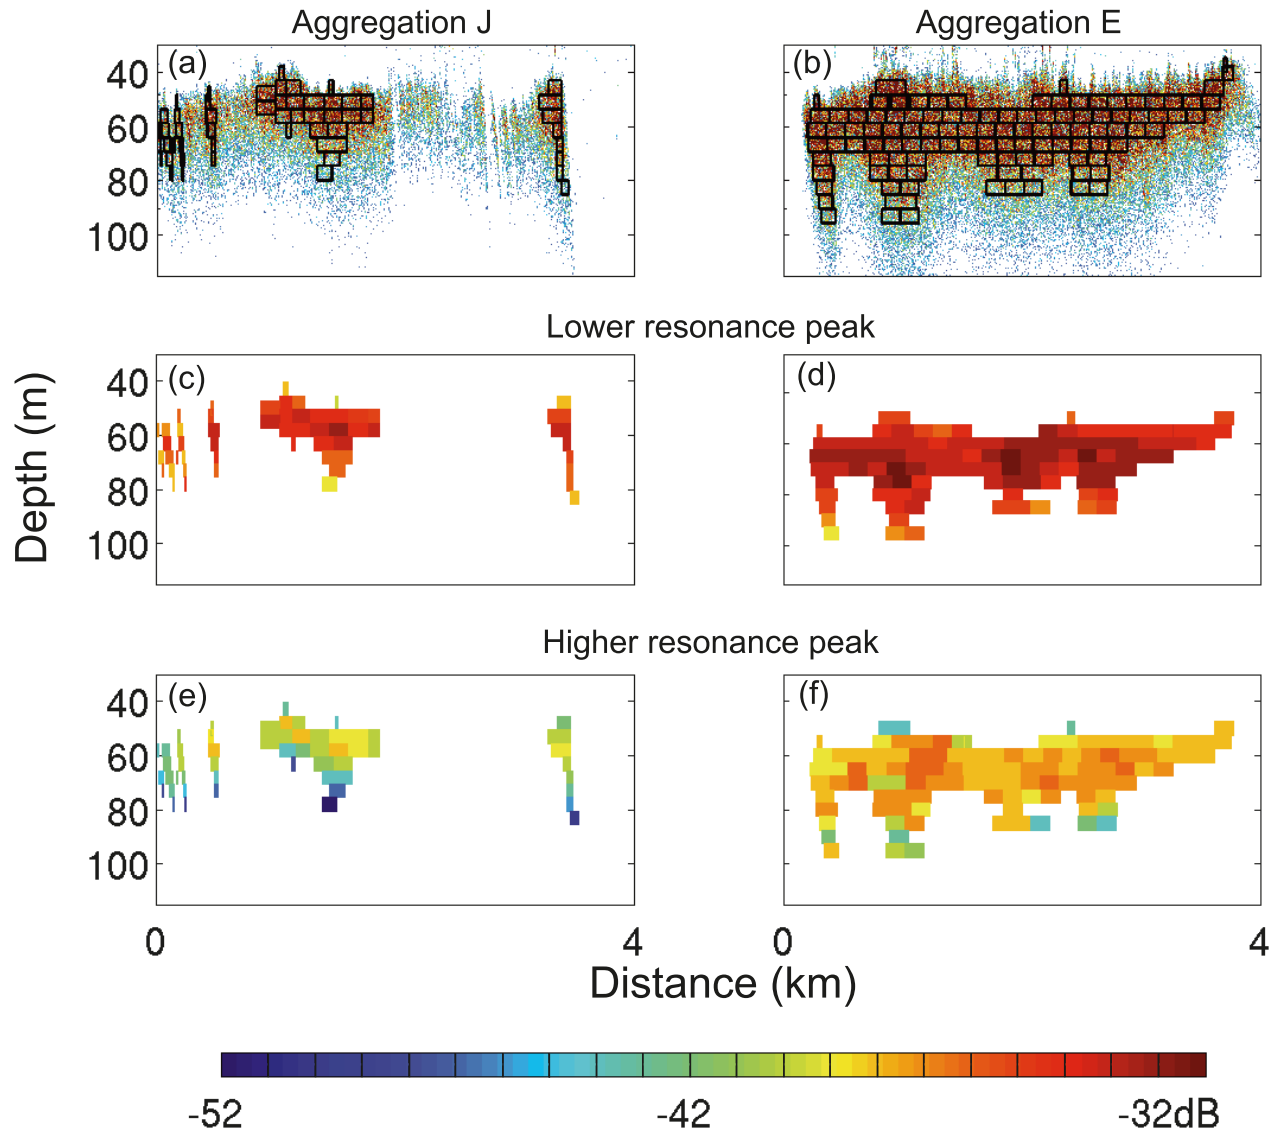 Aggregation J Aggregation E
(a) (b)
40 40
60 60
80 80
100 100
Lower resonance peak
(c) (d)
40
60
80
100
Depth (m)
Higher resonance peak
(e) (f)
40
60
80
100
0 4 0 4
Distance (km)
-52 -42 -32dB